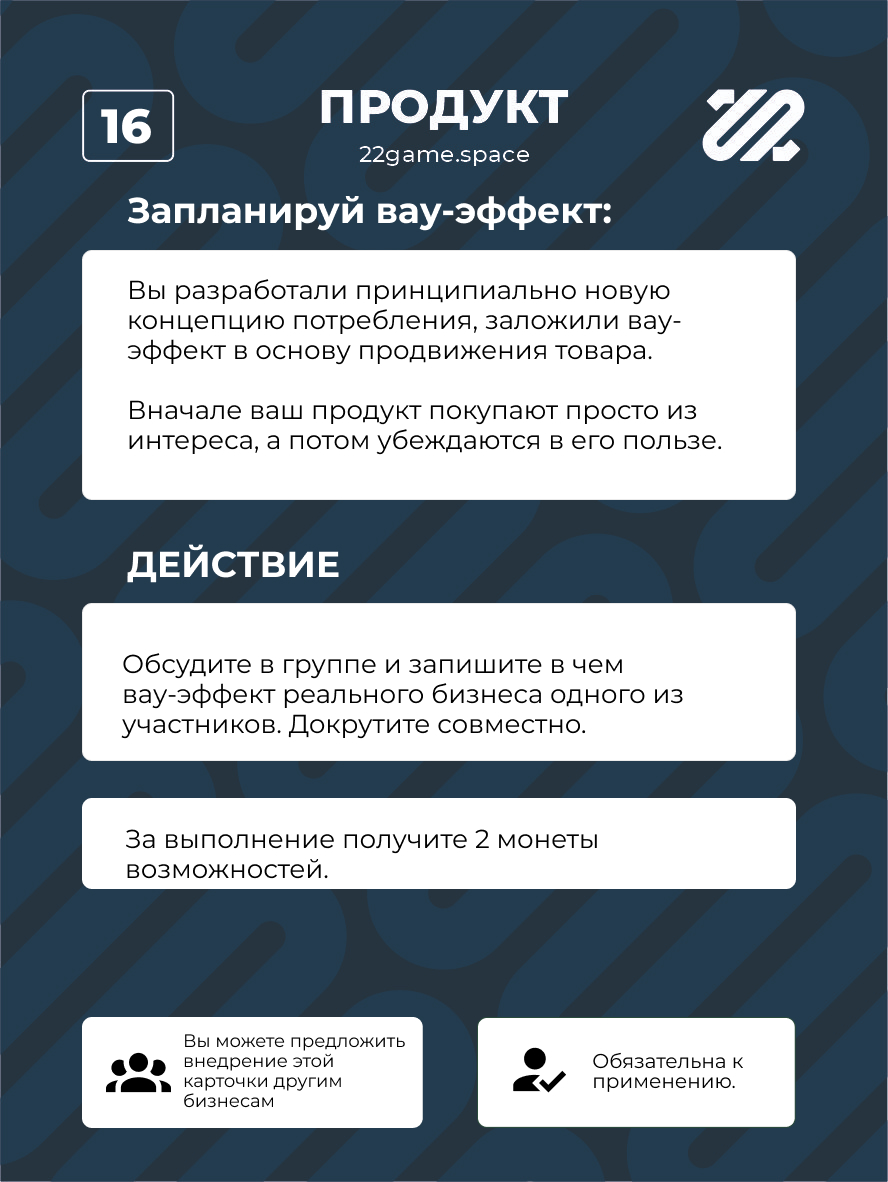 16
ПРОДУКТ
22game.space
Запланируй вау-эффект:
Вы разработали принципиально новую
концепцию потребления, заложили вау-
эффект в основу продвижения товара.
Вначале ваш продукт покупают просто из
интереса, а потом убеждаются в его пользе.
ДЕЙСТВИЕ
Обсудите в группе и запишите в чем
вау-эффект реального бизнеса одного из
участников. Докрутите совместно.
За выполнение получите 2 монеты
возможностей.
Вы можете предложить
внедрение этой
карточки другим
бизнесам
Обязательна к
применению.